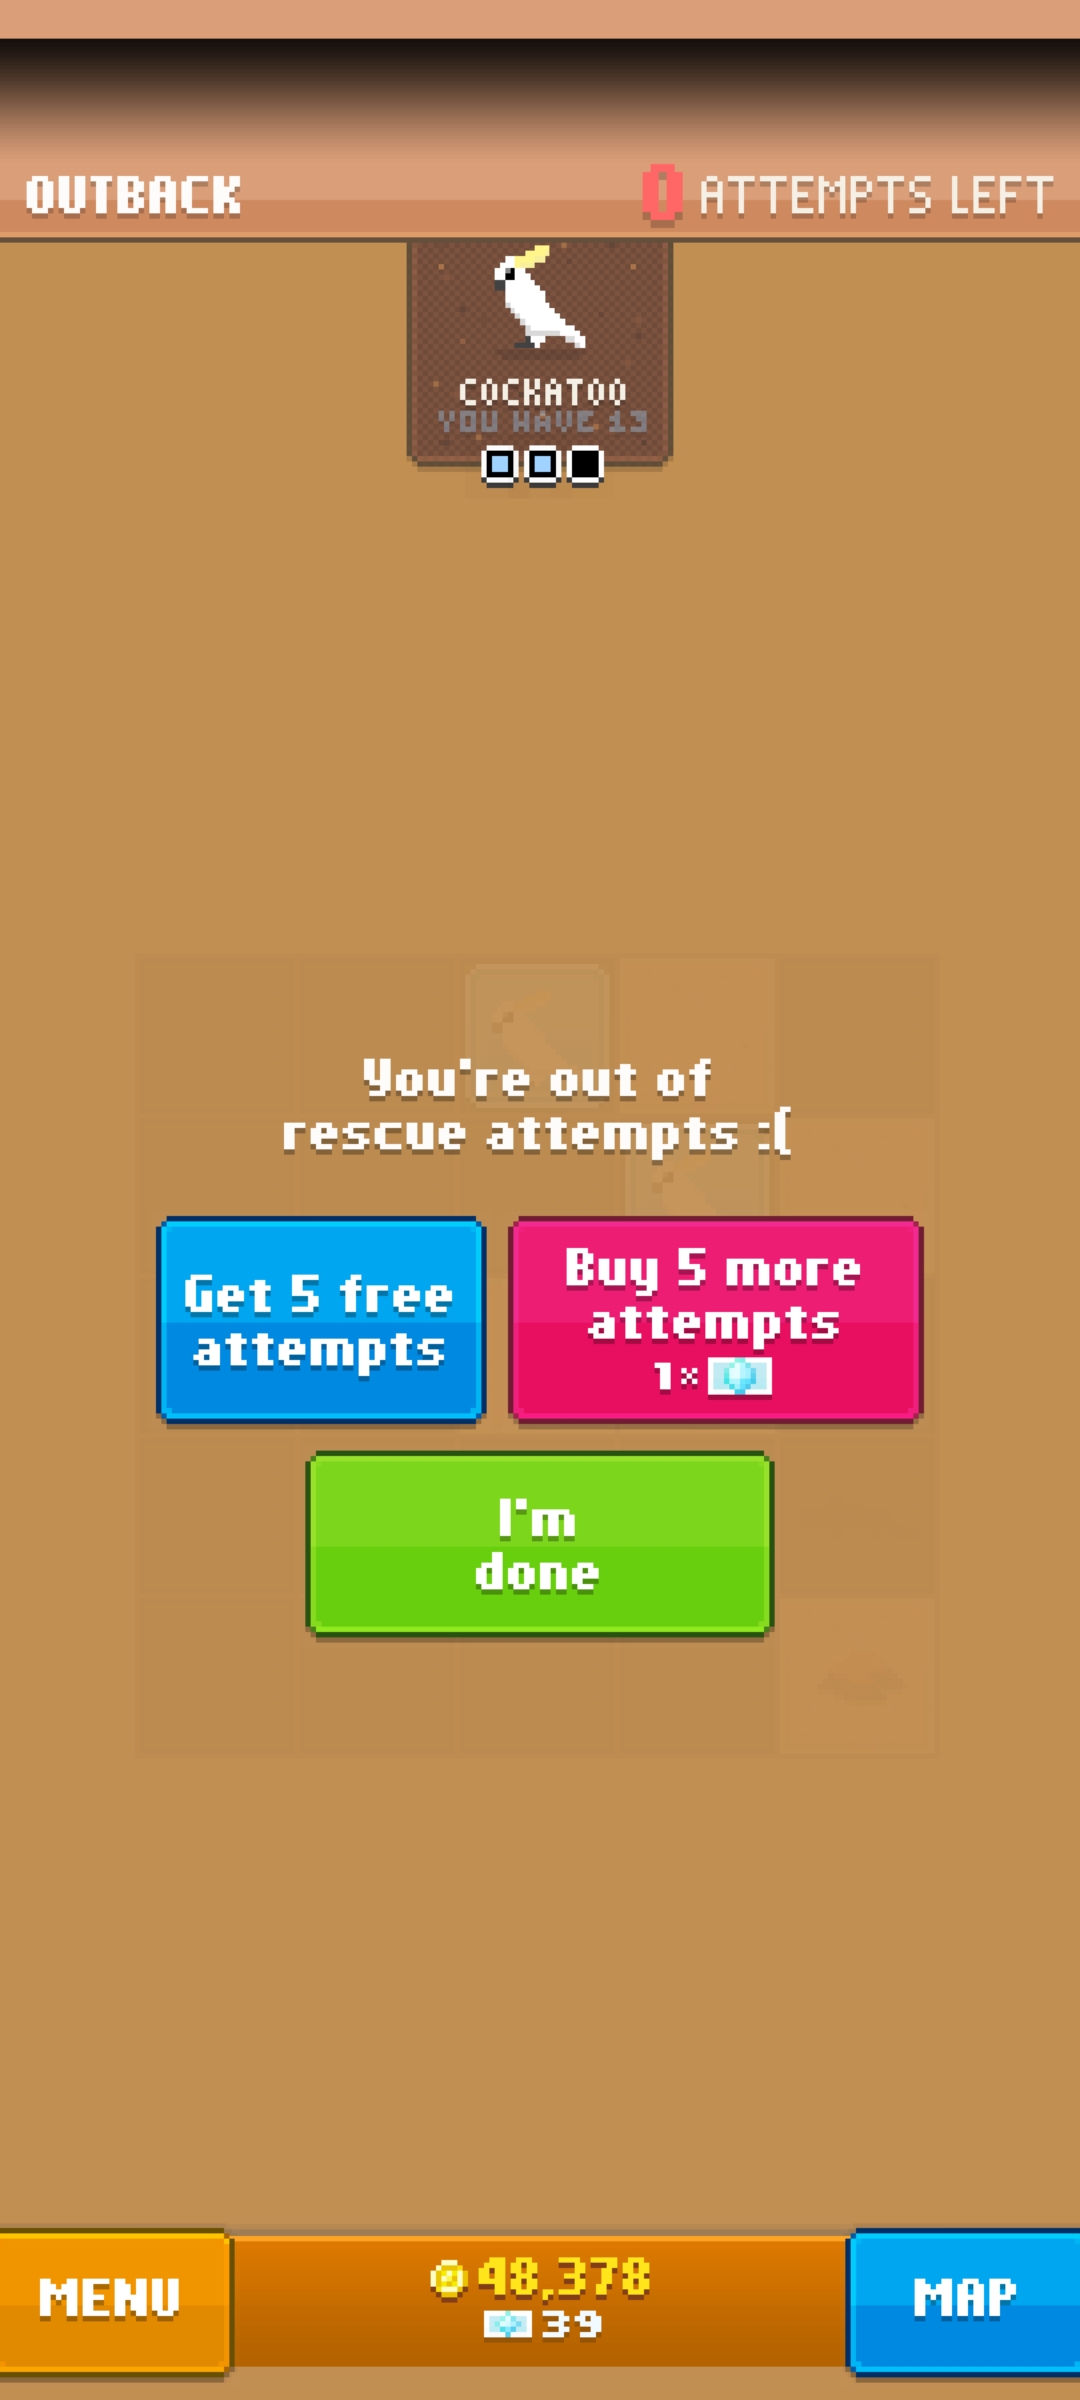 OUTBACK
0 ATTEMPTS LEFT
COCKATOO
YOU HAVE 13
You're out of
rescue attempts :(
Get 5 free
attempts
Buy 5 more
attempts
1×
I'm
done
MENU
48,378
39
MAP